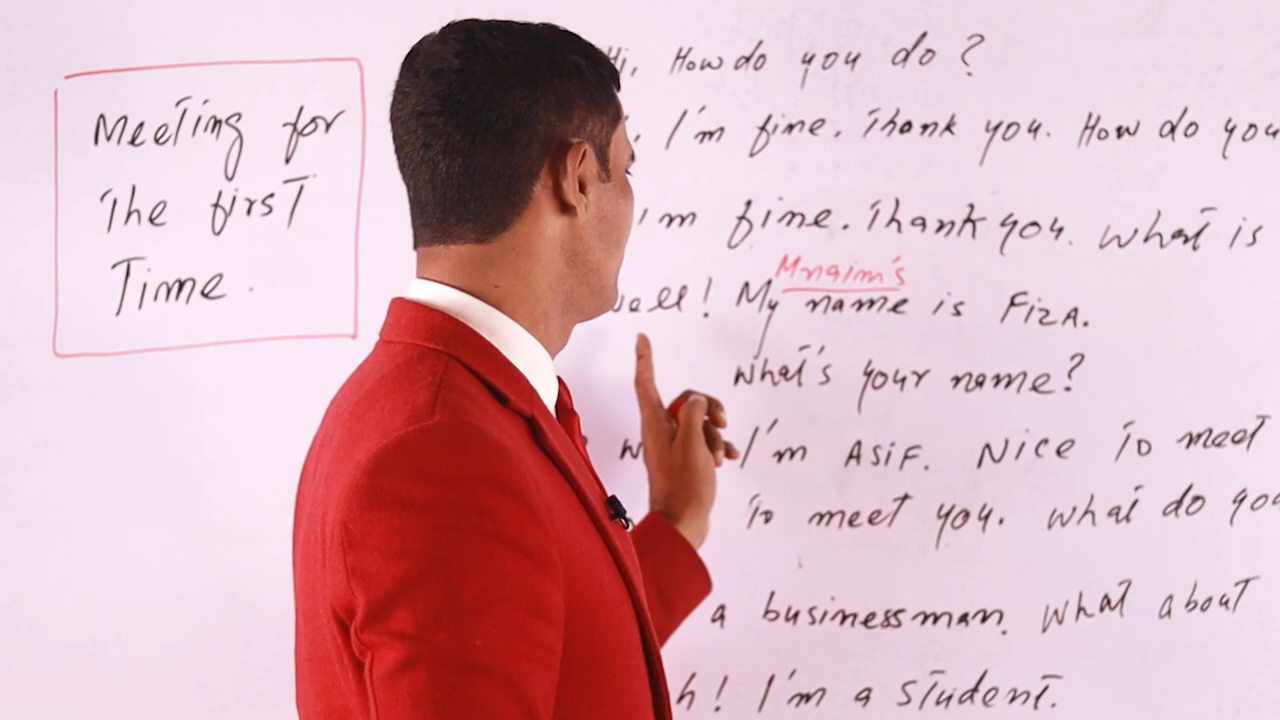 Meeting for
The first
Time.
Hi, How do you do ?
, I'm fine. Thank you. How do you
I'm fine. Thank you. What is
Mnaim's
well! My name is FIZA.
What's your name?
I'm ASIF. Nice To meet
To meet you. What do you
a businessman. What about
h! I'm a student.